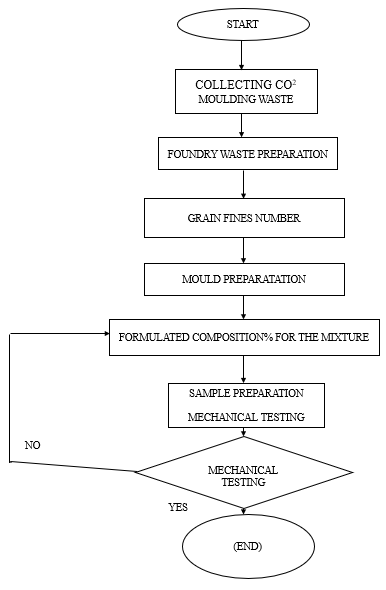 START
COLLECTING CO²
MOULDING WASTE
FOUNDRY WASTE PREPARATION
GRAIN FINES NUMBER
MOULD PREPARATATION
FORMULATED COMPOSITION% FOR THE MIXTURE
SAMPLE PREPARATION
MECHANICAL TESTING
NO
MECHANICAL
TESTING
YES
(END)